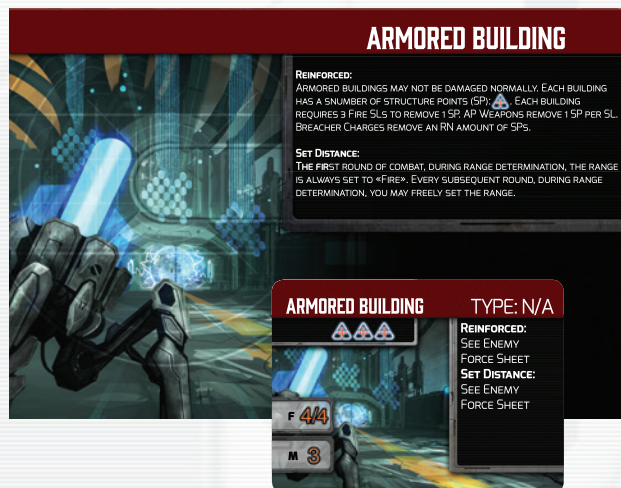 ARMORED BUILDING
REINFORCED:
ARMORED BUILDINGS MAY NOT BE DAMAGED NORMALLY. EACH BUILDING
HAS A SNUMBER OF STRUCTURE POINTS (SP): . EACH BUILDING
REQUIRES 3 FIRE SLS TO REMOVE 1 SP. AP WEAPONS REMOVE 1 SP PER SL.
BREACHER CHARGES REMOVE AN RN AMOUNT OF SPS.
SET DISTANCE:
THE FIRST ROUND OF COMBAT, DURING RANGE DETERMINATION, THE RANGE
IS ALWAYS SET TO «FIRE». EVERY SUBSEQUENT ROUND, DURING RANGE
DETERMINATION, YOU MAY FREELY SET THE RANGE.
ARMORED BUILDING TYPE: N/A
REINFORCED:
SEE ENEMY
FORCE SHEET
SET DISTANCE:
SEE ENEMY
FORCE SHEET
F 4/4
M 3